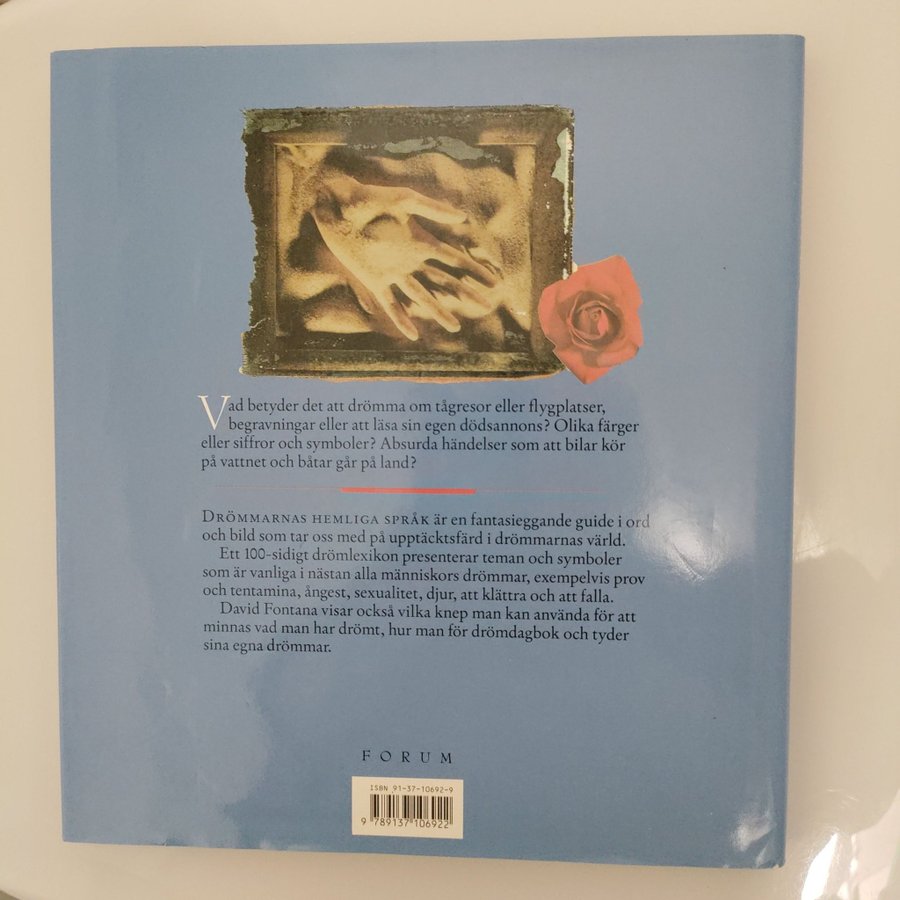 Vad betyder det att drömma om tågresor eller flygplatser,
begravningar eller att läsa sin egen dödsannons? Olika färger
eller siffror och symboler? Absurda händelser som att bilar kör
på vattnet och båtar går på land?
DRÖMMARNAS HEMLIGA SPRÅK är en fantasieggande guide i ord
och bild som tar oss med på upptäcktsfärd i drömmarnas värld.
Ett 100-sidigt drömlexikon presenterar teman och symboler
som är vanliga i nästan alla människors drömmar, exempelvis prov
och tentamina, ångest, sexualitet, djur, att klättra och att falla.
David Fontana visar också vilka knep man kan använda för att
minnas vad man har drömt, hur man för drömdagbok och tyder
sina egna drömmar.
FORUM
ISBN 91-37-10692-9
9 789137 106922